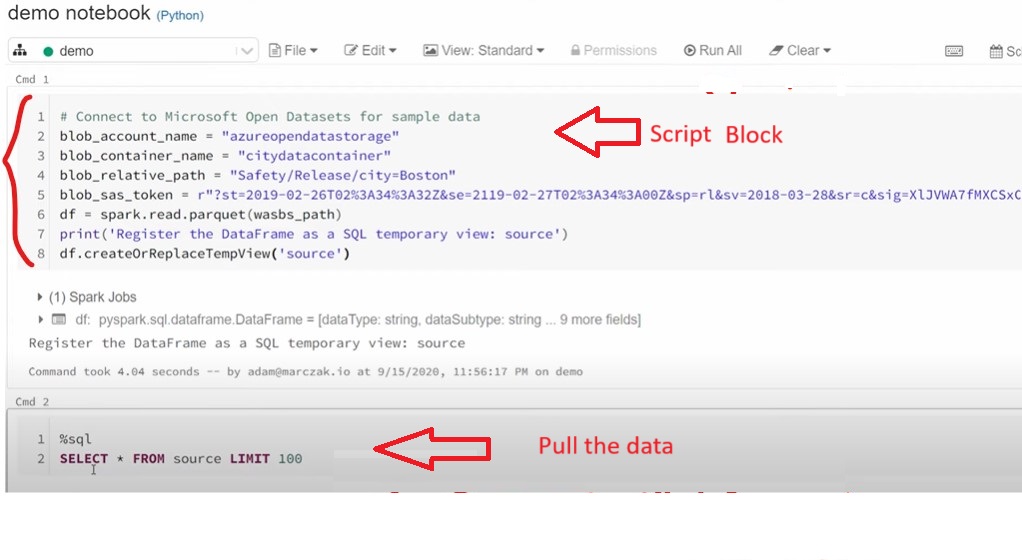 demo notebook (Python)
demo File Edit View: Standard Permissions Run All Clear Sc
Cmd 1
1 # Connect to Microsoft Open Datasets for sample data
2 blob_account_name = "azureopendatastorage"
3 blob_container_name = "citydatacontainer"
4 blob_relative_path = "Safety/Release/city=Boston"
5 blob_sas_token = r"?st=2019-02-26T02%3A34%3A32Z&se=2119-02-27T02%3A34%3A00Z&sp=rl&sv=2018-03-28&sr=c&sig=XlJVWA7fMXCSxC
6 df = spark.read.parquet(wasbs_path)
7 print('Register the DataFrame as a SQL temporary view: source')
8 df.createOrReplaceTempView('source')
Script Block
(1) Spark Jobs
df: pyspark.sql.dataframe.DataFrame = [dataType: string, dataSubtype: string ... 9 more fields]
Register the DataFrame as a SQL temporary view: source
Command took 4.04 seconds -- by adam@marczak.io at 9/15/2020, 11:56:17 PM on demo
Cmd 2
1 %sql
2 SELECT * FROM source LIMIT 100
Pull the data